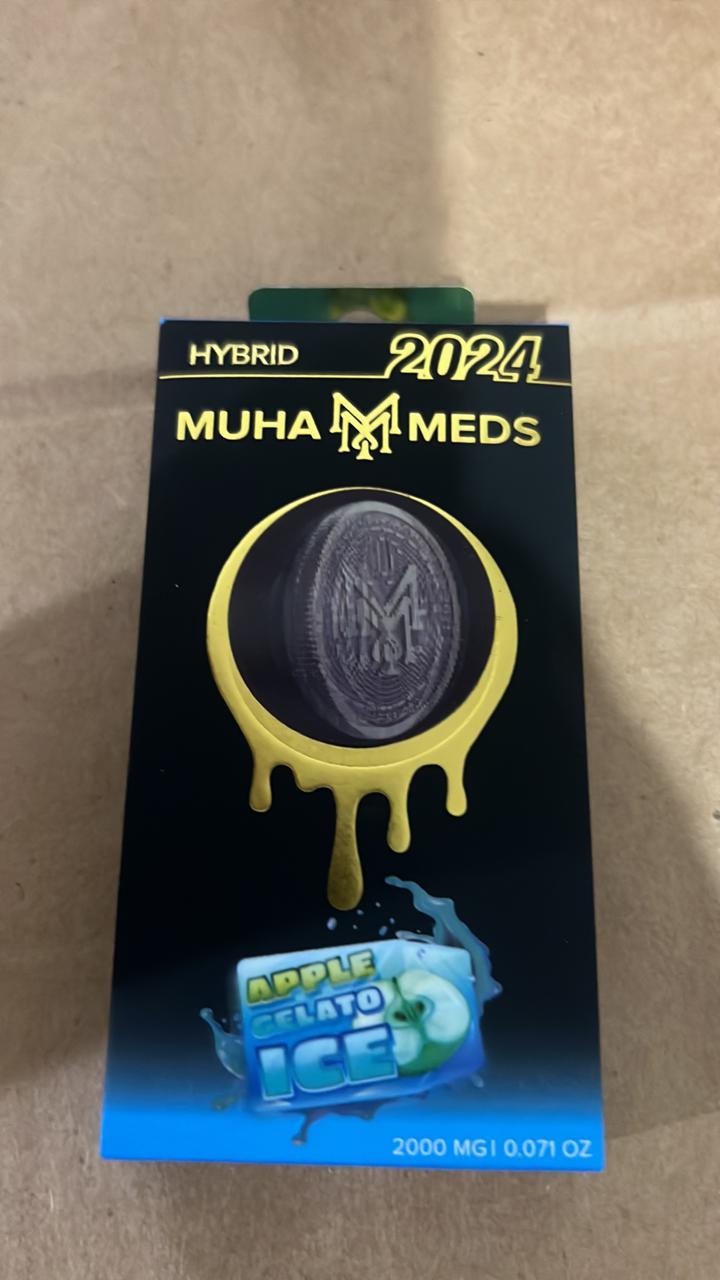 HYBRID 2024
MUHA MEDS
APPLE
GELATO
ICE
2000 MG| 0.071 OZ